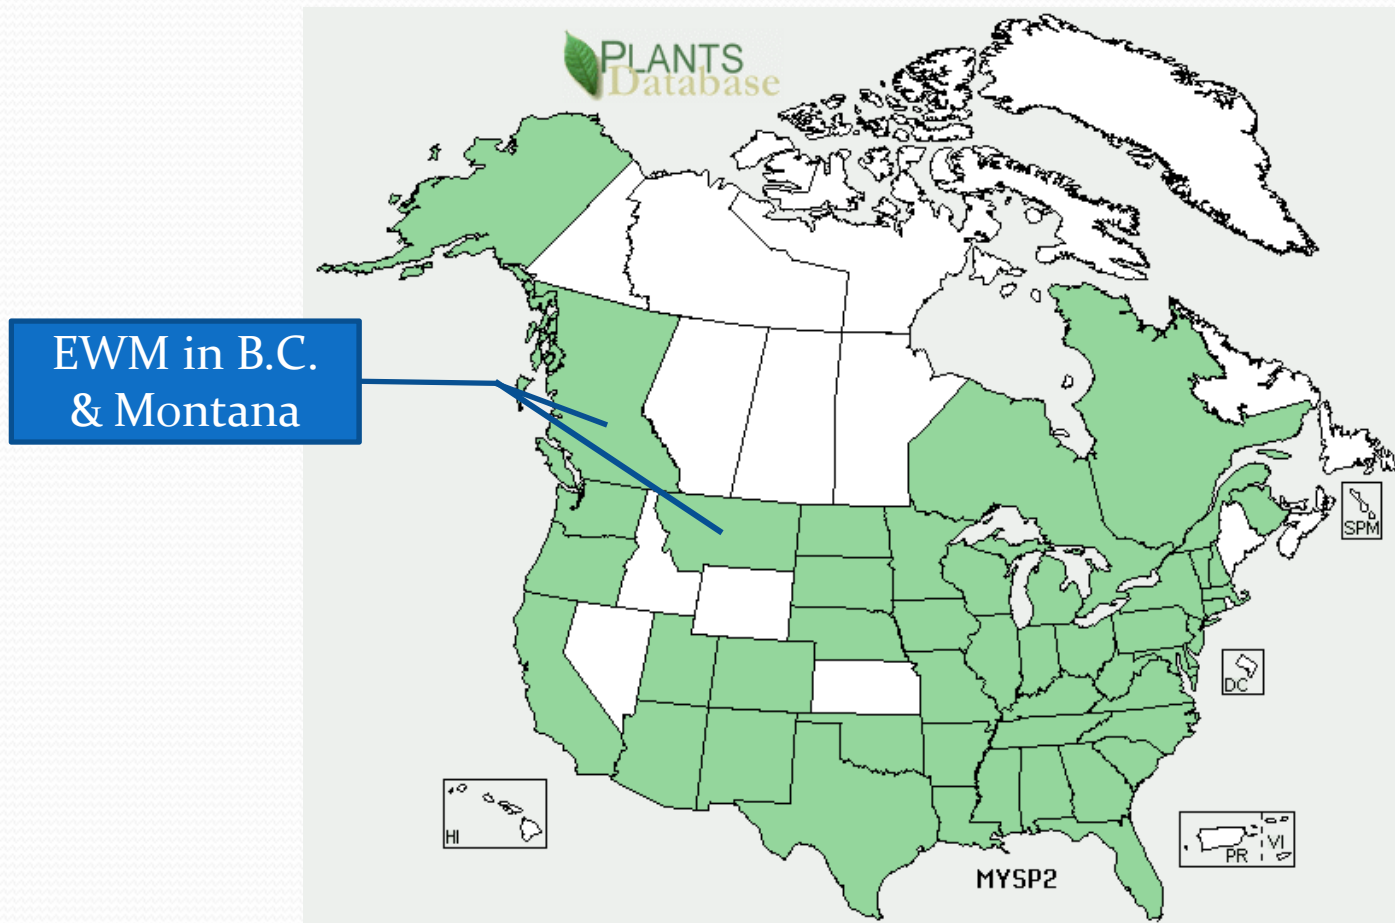 PLANTS
Database
EWM in B.C.
& Montana
SPM
DC
HI
PR
VI
MYSP2